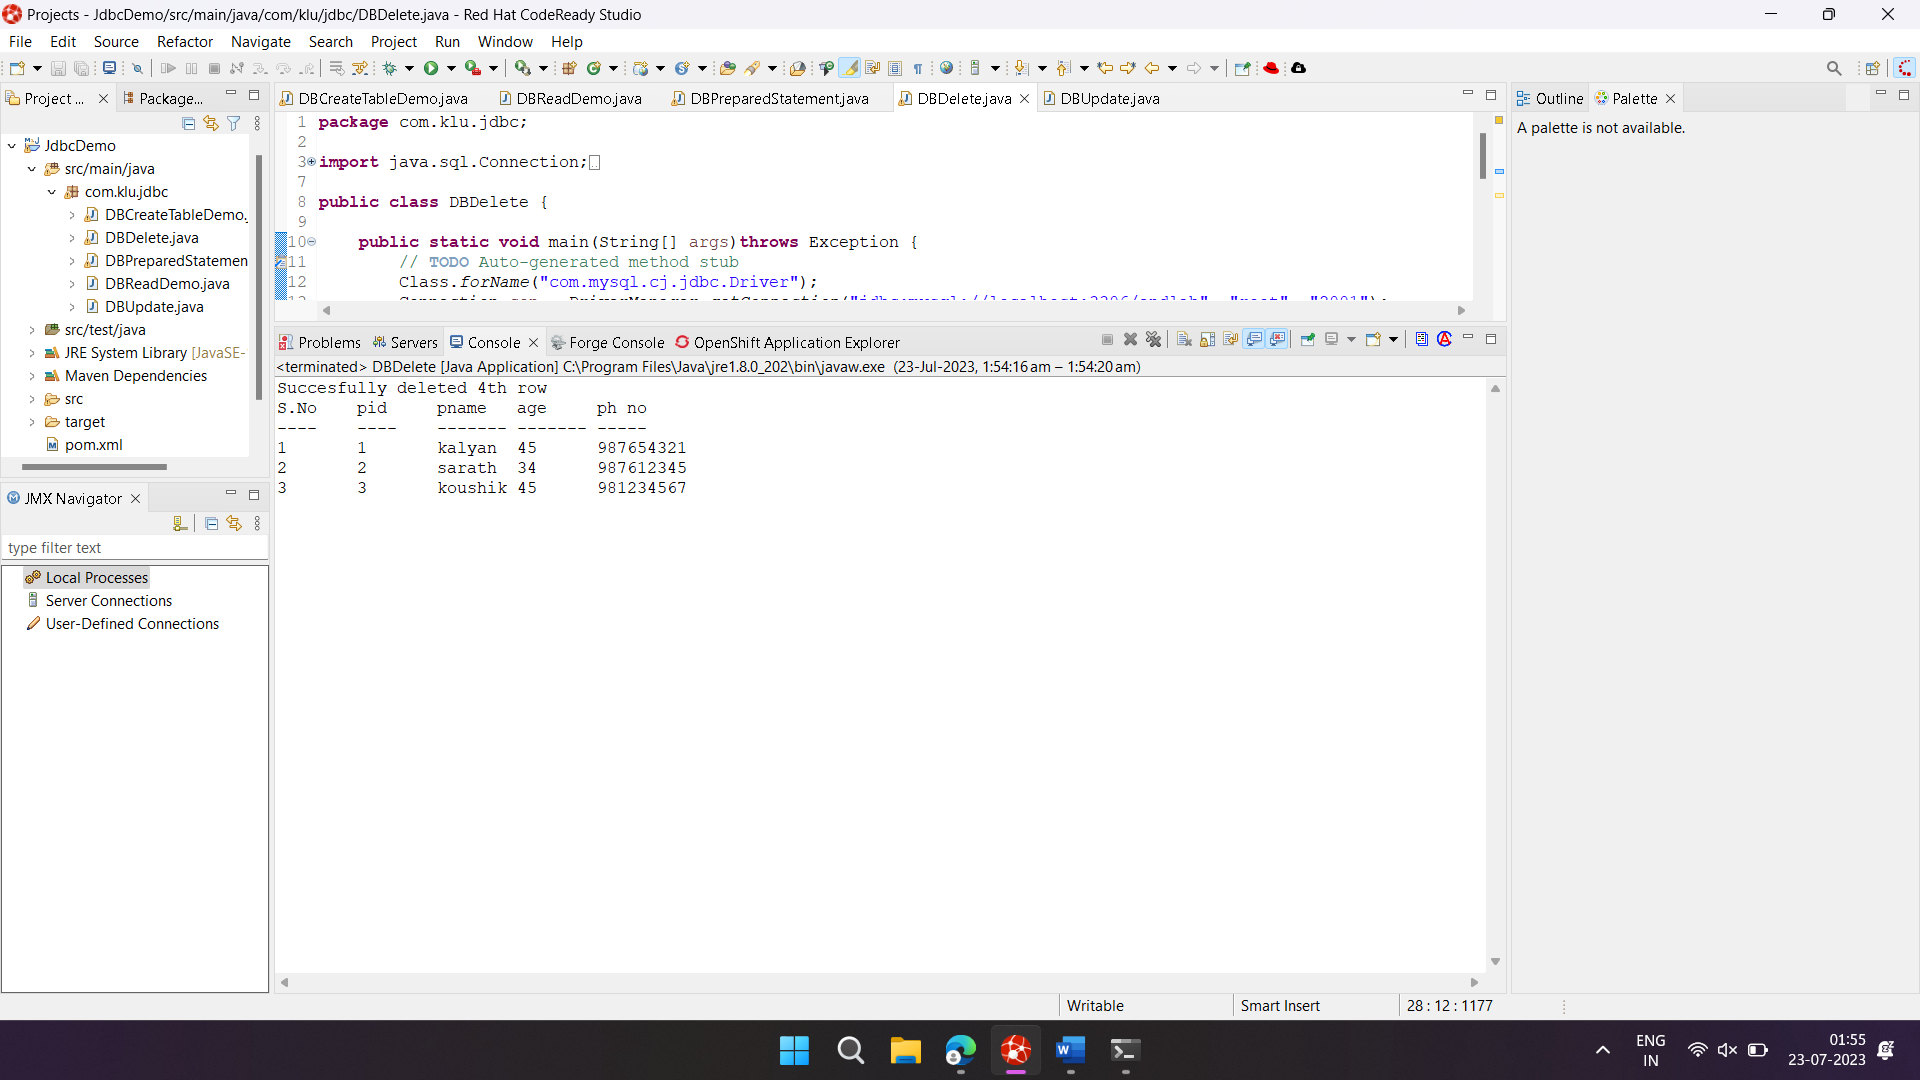 Projects - JdbcDemo/src/main/java/com/klu/jdbc/DBDelete.java - Red Hat CodeReady Studio
File Edit Source Refactor Navigate Search Project Run Window Help
Project ... Package...
JdbcDemo
src/main/java
com.klu.jdbc
DBCreateTableDemo.
DBDelete.java
DBPreparedStatemen
DBReadDemo.java
DBUpdate.java
src/test/java
JRE System Library [JavaSE-
Maven Dependencies
src
target
pom.xml
JMX Navigator
type filter text
Local Processes
Server Connections
User-Defined Connections
DBCreateTableDemo.java DBReadDemo.java DBPreparedStatement.java DBDelete.java DBUpdate.java
1 package com.klu.jdbc;
2
3 import java.sql.Connection;
7
8 public class DBDelete {
9
10 public static void main(String[] args)throws Exception {
11 // TODO Auto-generated method stub
12 Class.forName("com.mysql.cj.jdbc.Driver");
Problems Servers Console Forge Console OpenShift Application Explorer
<terminated> DBDelete [Java Application] C:\Program Files\Java\jre1.8.0_202\bin\javaw.exe (23-Jul-2023, 1:54:16 am – 1:54:20 am)
Succesfully deleted 4th row
S.No pid pname age ph no
---- ---- ------- ------- -----
1 1 kalyan 45 987654321
2 2 sarath 34 987612345
3 3 koushik 45 981234567
Outline Palette
A palette is not available.
Writable Smart Insert 28 : 12 : 1177
ENG
IN
01:55
23-07-2023